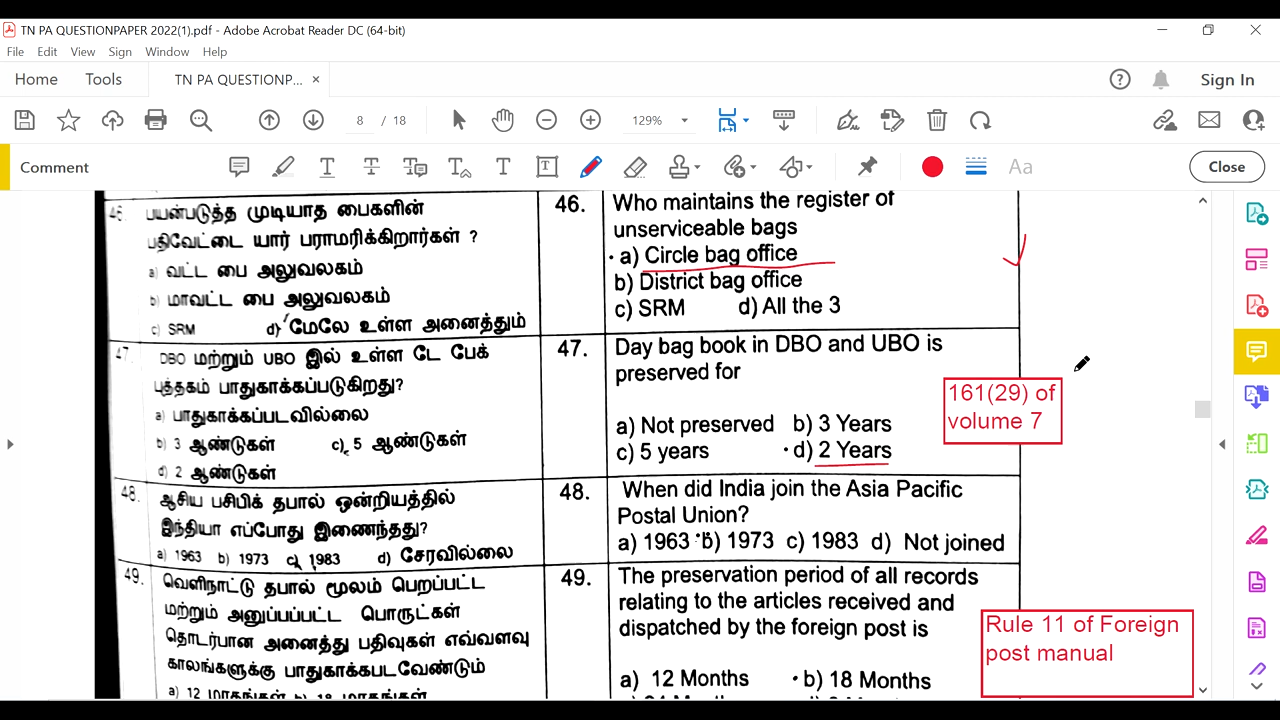 TN PA QUESTIONPAPER 2022(1).pdf - Adobe Acrobat Reader DC (64-bit)
File Edit View Sign Window Help
Home Tools TN PA QUESTIONP... × Sign In
8 / 18 129%
Comment Aa Close
46. பயன்படுத்த முடியாத பைகளின்
பதிவேட்டை யார் பராமரிக்கிறார்கள் ?
a) வட்ட பை அலுவலகம்
b) மாவட்ட பை அலுவலகம்
c) SRM d) மேலே உள்ள அனைத்தும்
46. Who maintains the register of
unserviceable bags
a) Circle bag office
b) District bag office
c) SRM d) All the 3
47. DBO மற்றும் UBO இல் உள்ள டே பேக்
புத்தகம் பாதுகாக்கப்படுகிறது?
a) பாதுகாக்கப்படவில்லை
b) 3 ஆண்டுகள் c) 5 ஆண்டுகள்
d) 2 ஆண்டுகள்
47. Day bag book in DBO and UBO is
preserved for
a) Not preserved b) 3 Years
c) 5 years d) 2 Years
161(29) of
volume 7
48. ஆசிய பசிபிக் தபால் ஒன்றியத்தில்
இந்தியா எப்போது இணைந்தது?
a) 1963 b) 1973 c) 1983 d) சேரவில்லை
48. When did India join the Asia Pacific
Postal Union?
a) 1963 b) 1973 c) 1983 d) Not joined
49. வெளிநாட்டு தபால் மூலம் பெறப்பட்ட
மற்றும் அனுப்பப்பட்ட பொருட்கள்
தொடர்பான அனைத்து பதிவுகள் எவ்வளவு
காலங்களுக்கு பாதுகாக்கபடவேண்டும்
a) 12 மாதங்கள் b) 18 மாதங்கள்
49. The preservation period of all records
relating to the articles received and
dispatched by the foreign post is
a) 12 Months b) 18 Months
Rule 11 of Foreign
post manual